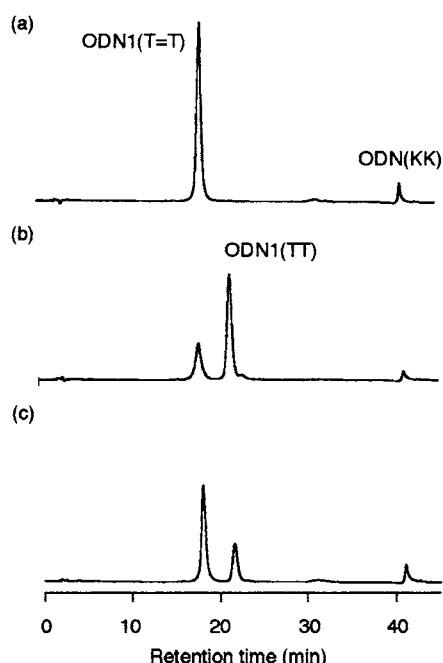 (a)
ODN1(T=T)
ODN(KK)
(b)
ODN1(TT)
(c)
0 10 20 30 40
Retention time (min)